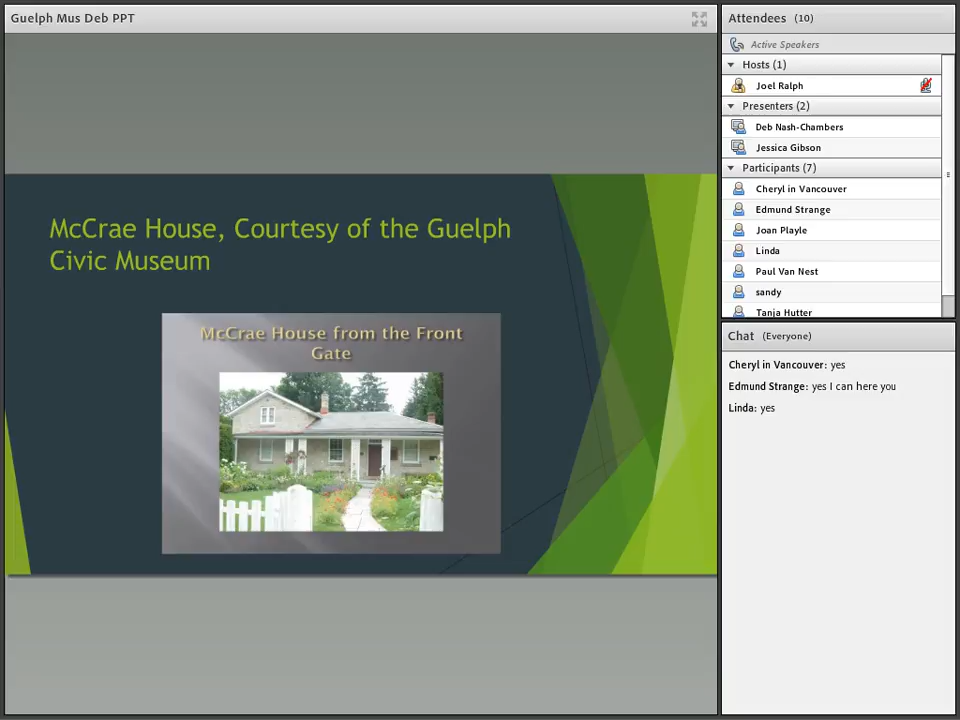 Guelph Mus Deb PPT
McCrae House, Courtesy of the Guelph
Civic Museum
McCrae House from the Front
Gate
Attendees (10)
Active Speakers
Hosts (1)
Joel Ralph
Presenters (2)
Deb Nash-Chambers
Jessica Gibson
Participants (7)
Cheryl in Vancouver
Edmund Strange
Joan Playle
Linda
Paul Van Nest
sandy
Tanja Hutter
Chat (Everyone)
Cheryl in Vancouver: yes
Edmund Strange: yes I can here you
Linda: yes